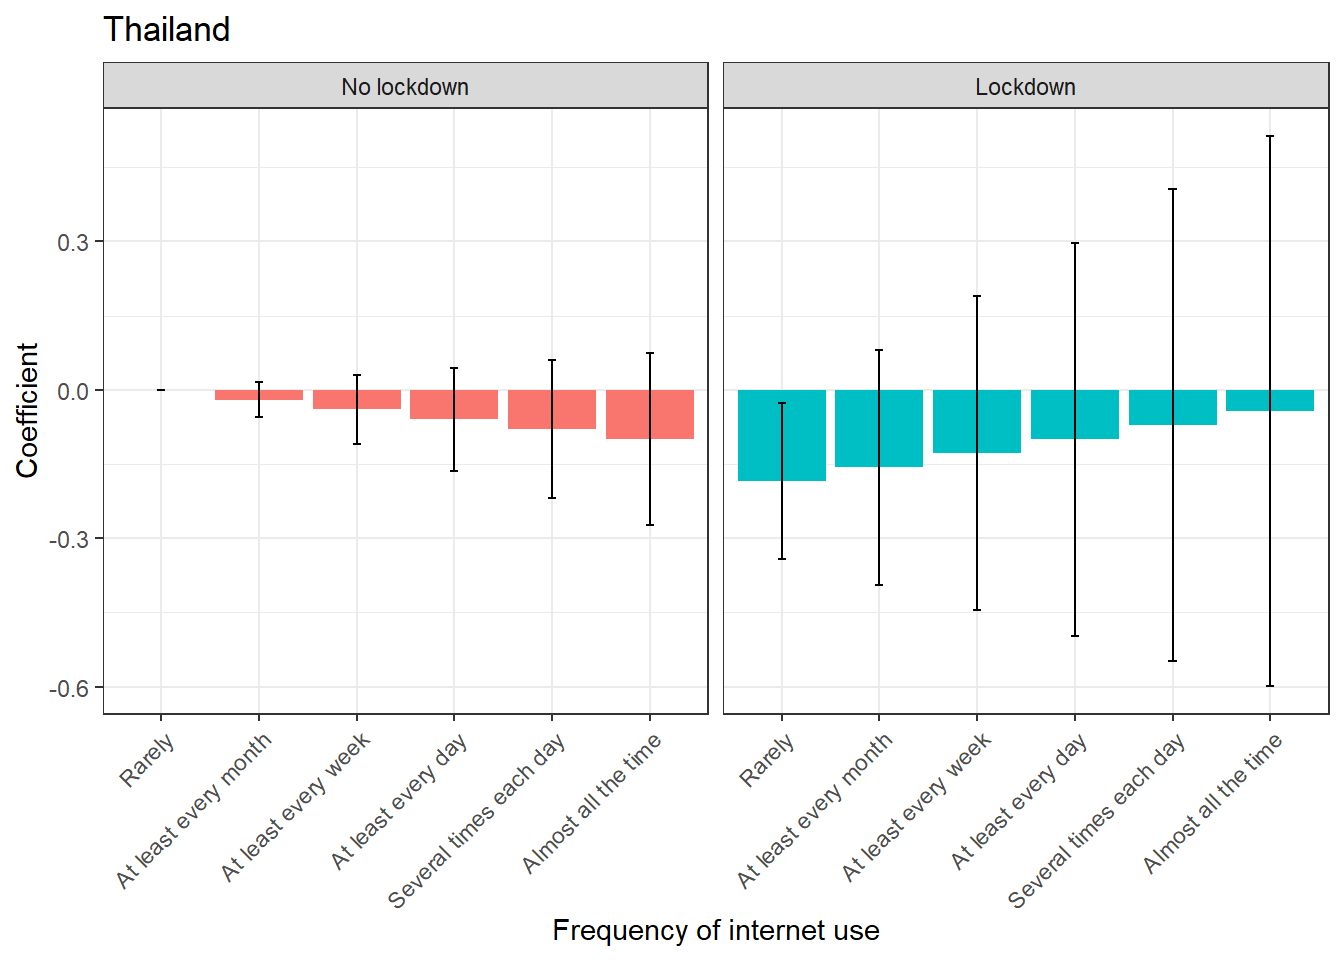 Thailand
No lockdown
Lockdown
Coefficient
0.3
0.0
-0.3
-0.6
Rarely
At least every month
At least every week
At least every day
Several times each day
Almost all the time
Rarely
At least every month
At least every week
At least every day
Several times each day
Almost all the time
Frequency of internet use